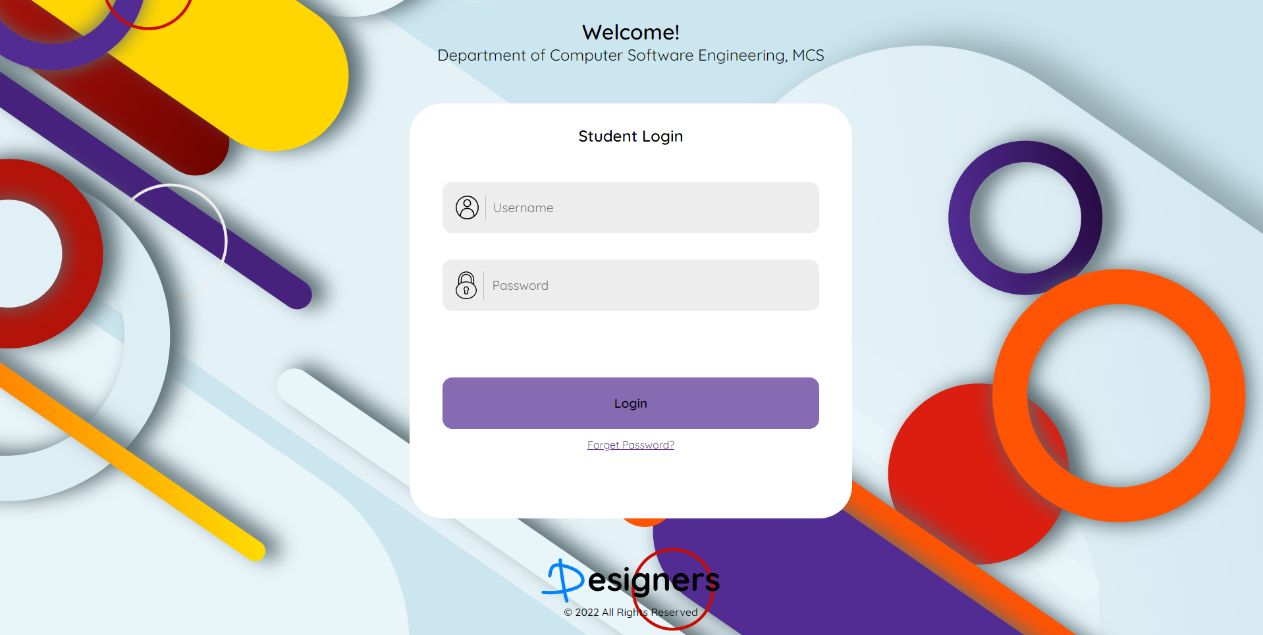 Welcome!
Department of Computer Software Engineering, MCS
Student Login
Username
Password
Login
Forget Password?
Designers
© 2022 All Rights Reserved